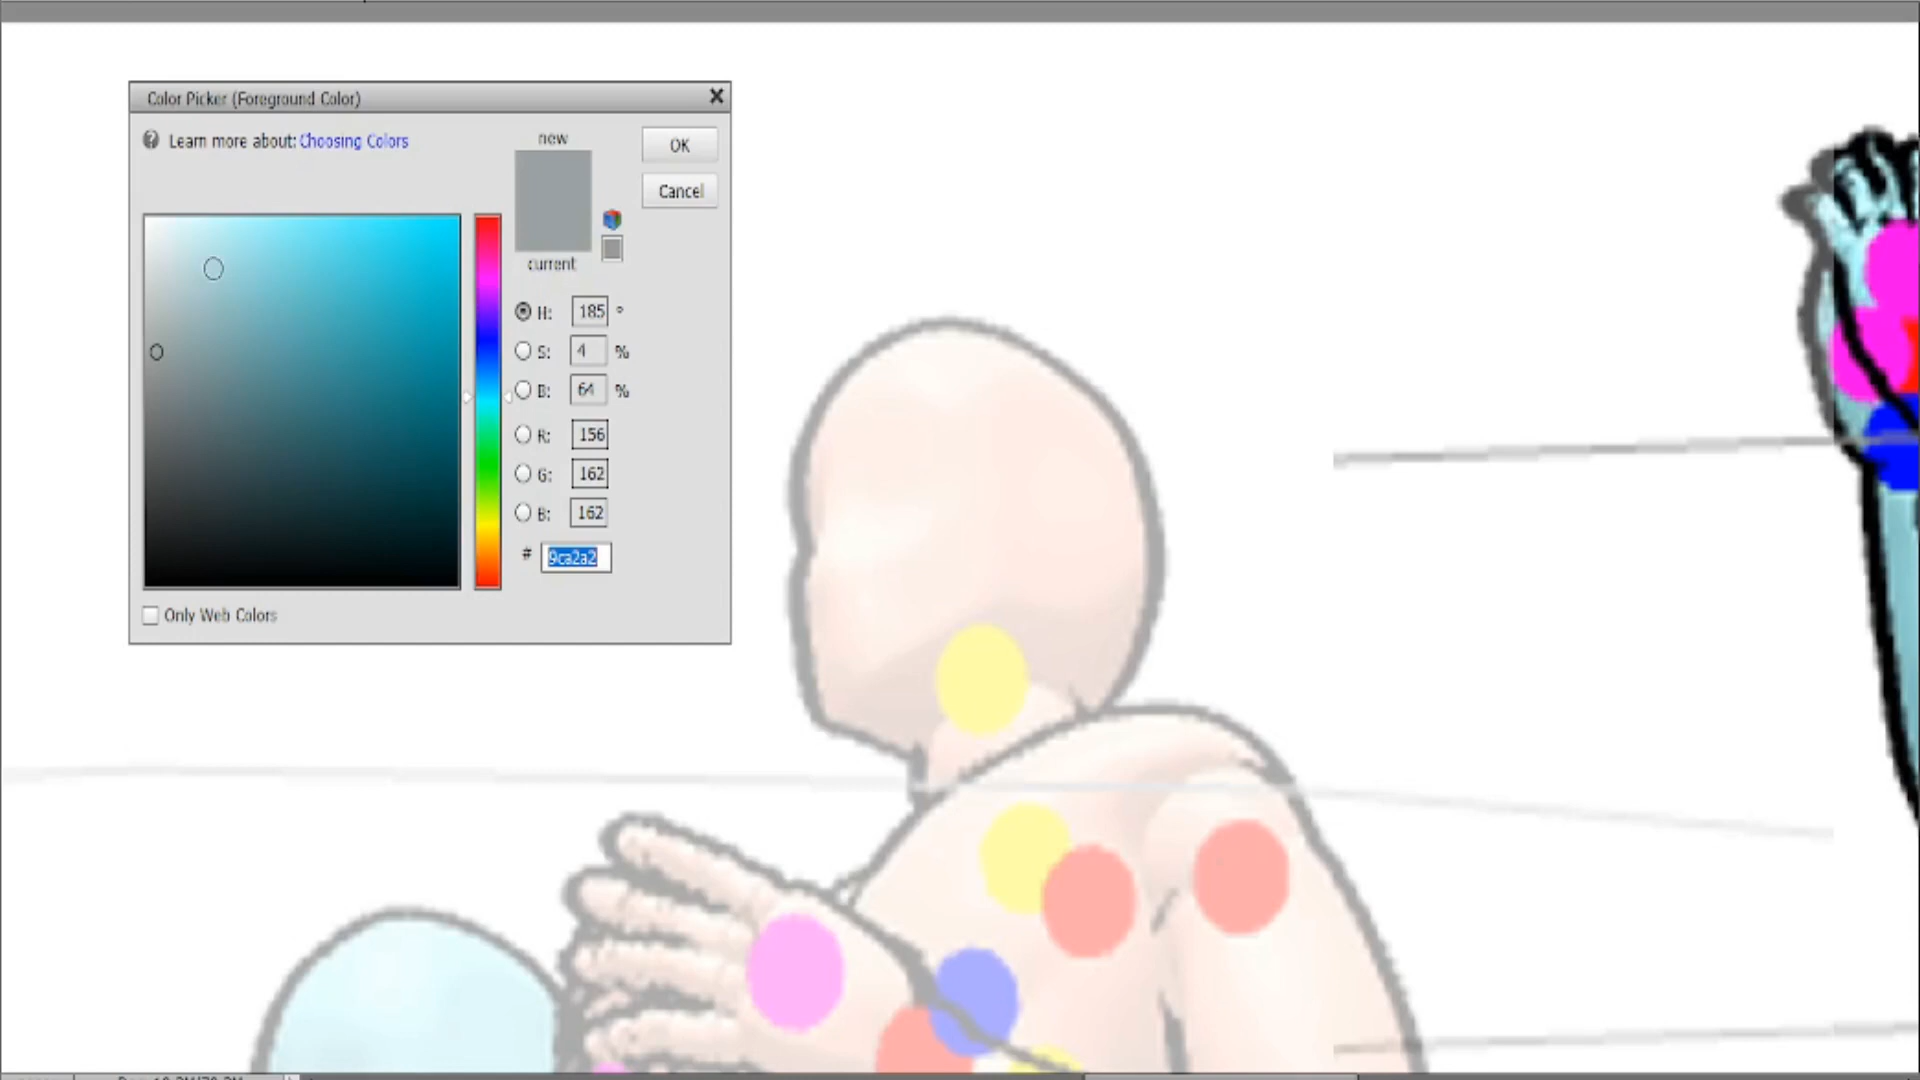 Color Picker (Foreground Color)
Learn more about: Choosing Colors
new
OK
Cancel
current
H: 185 °
S: 4 %
B: 64 %
R: 156
G: 162
B: 162
# 9ca2a2
Only Web Colors